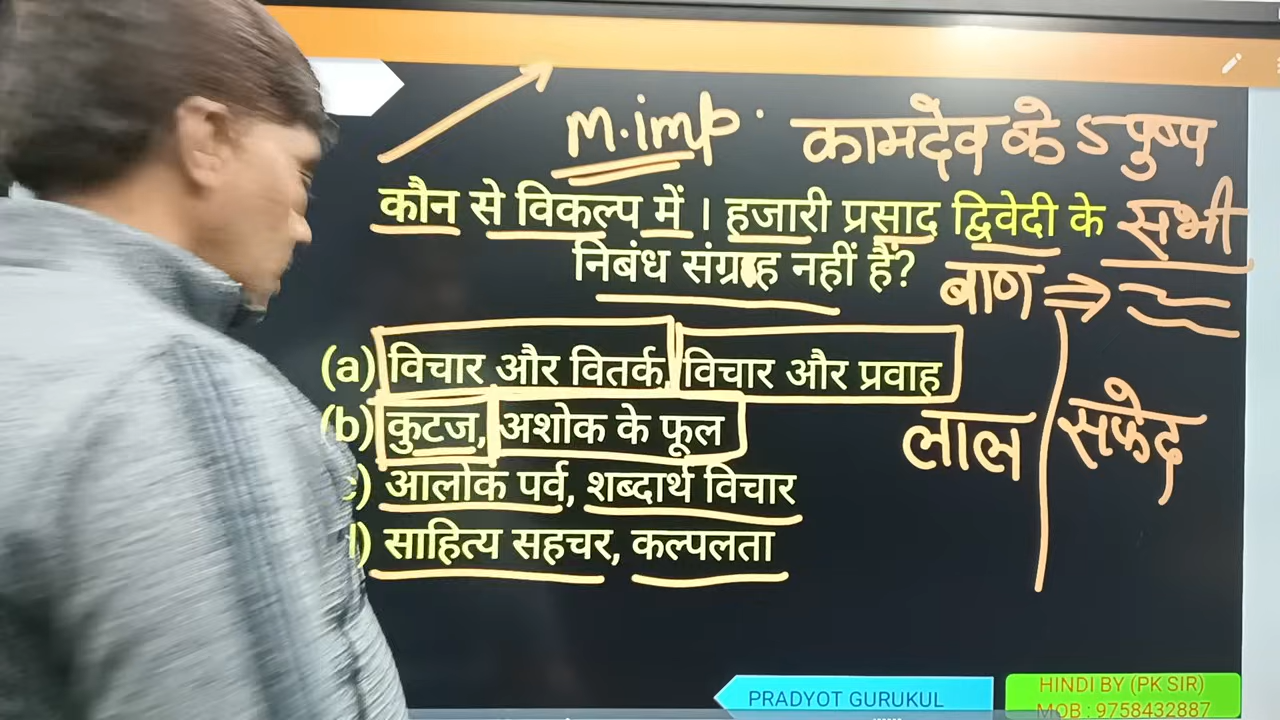 M.imp. कामदेव के 5 पुष्प
कौन से विकल्प में । हजारी प्रसाद द्विवेदी के सभी
निबंध संग्रह नहीं हैं? बाण ⇒
(a) विचार और वितर्क, विचार और प्रवाह
(b) कुटज, अशोक के फूल
लाल सफेद
) आलोक पर्व, शब्दार्थ विचार
) साहित्य सहचर, कल्पलता
PRADYOT GURUKUL
HINDI BY (PK SIR)
MOB : 9758432887